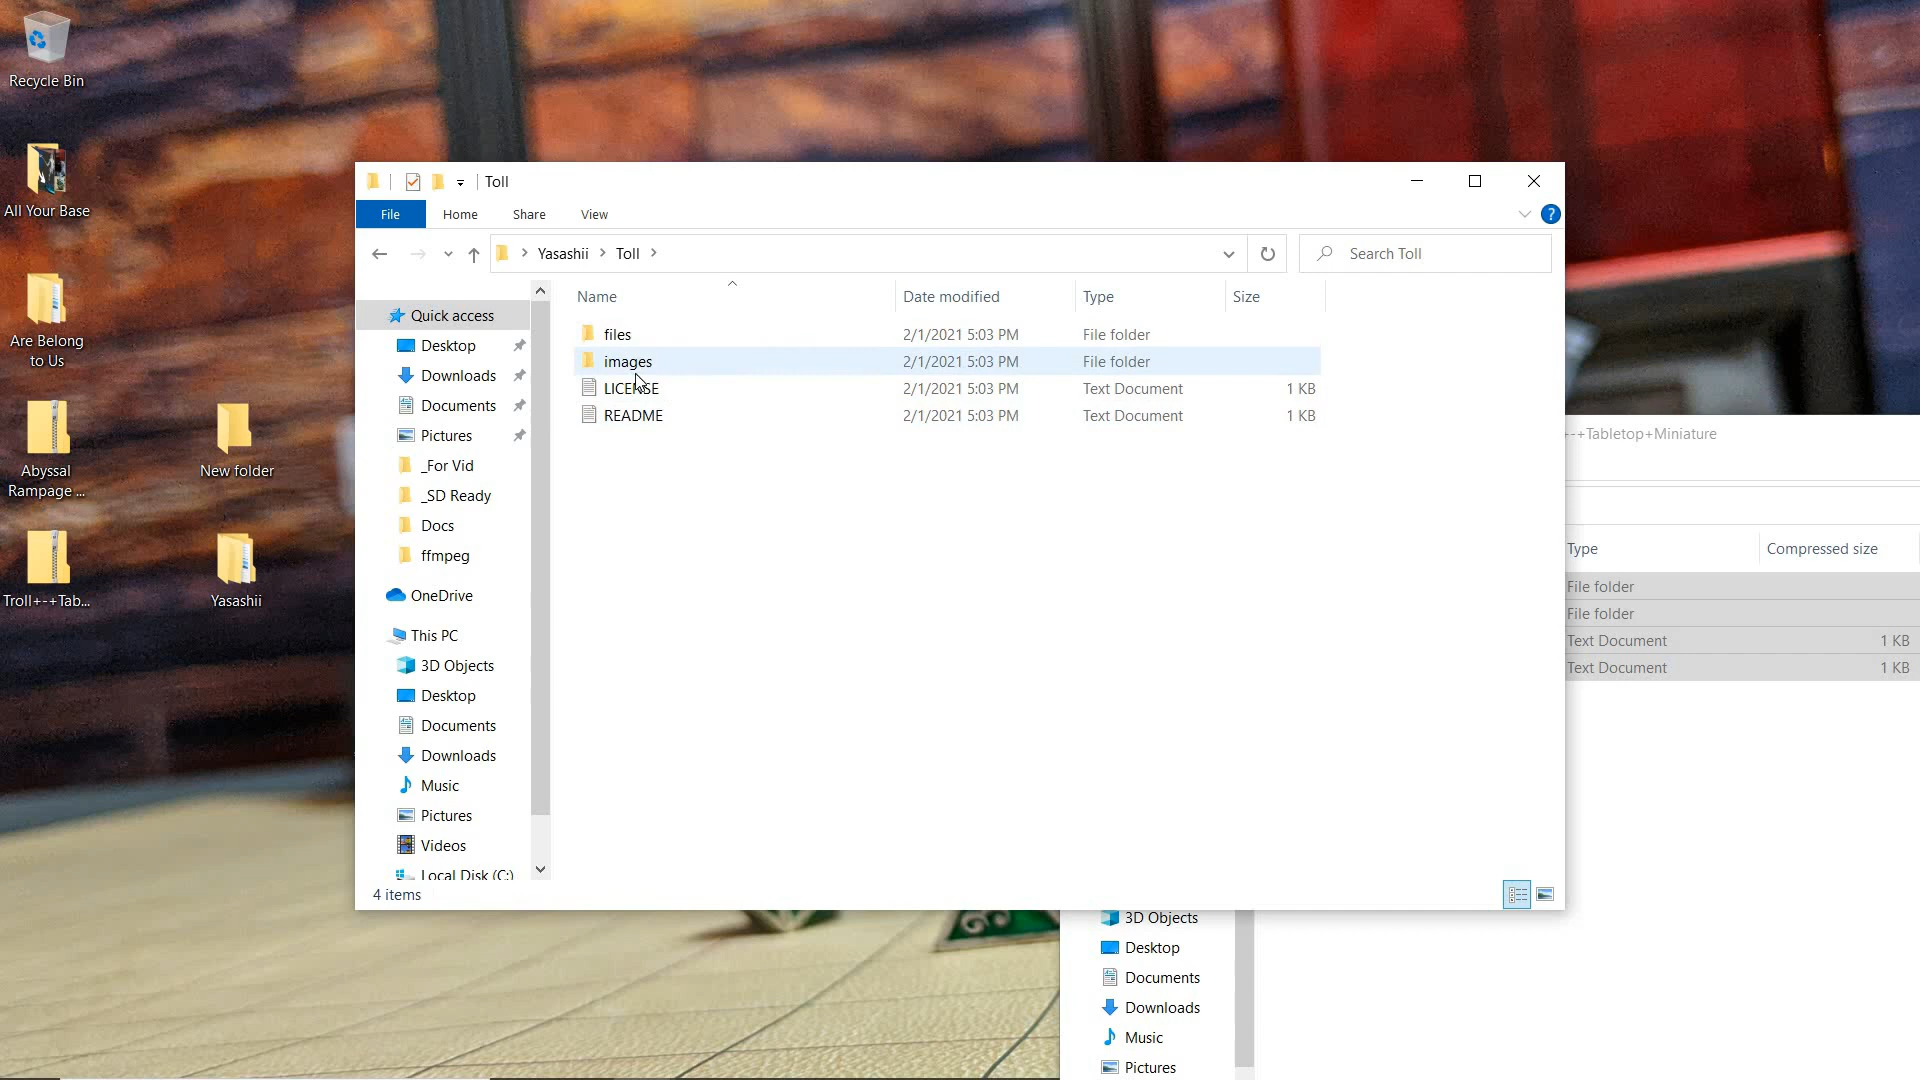 Recycle Bin
All Your Base
Are Belong
to Us
Abyssal
Rampage ...
New folder
Troll+-+Tab...
Yasashii
Toll
File Home Share View
Yasashii Toll
Search Toll
Name Date modified Type Size
files 2/1/2021 5:03 PM File folder
images 2/1/2021 5:03 PM File folder
LICENSE 2/1/2021 5:03 PM Text Document 1 KB
README 2/1/2021 5:03 PM Text Document 1 KB
Quick access
Desktop
Downloads
Documents
Pictures
_For Vid
_SD Ready
Docs
ffmpeg
OneDrive
This PC
3D Objects
Desktop
Documents
Downloads
Music
Pictures
Videos
Local Disk (C:)
4 items
-+Tabletop+Miniature
Type Compressed size
File folder
File folder
Text Document 1 KB
Text Document 1 KB
3D Objects
Desktop
Documents
Downloads
Music
Pictures